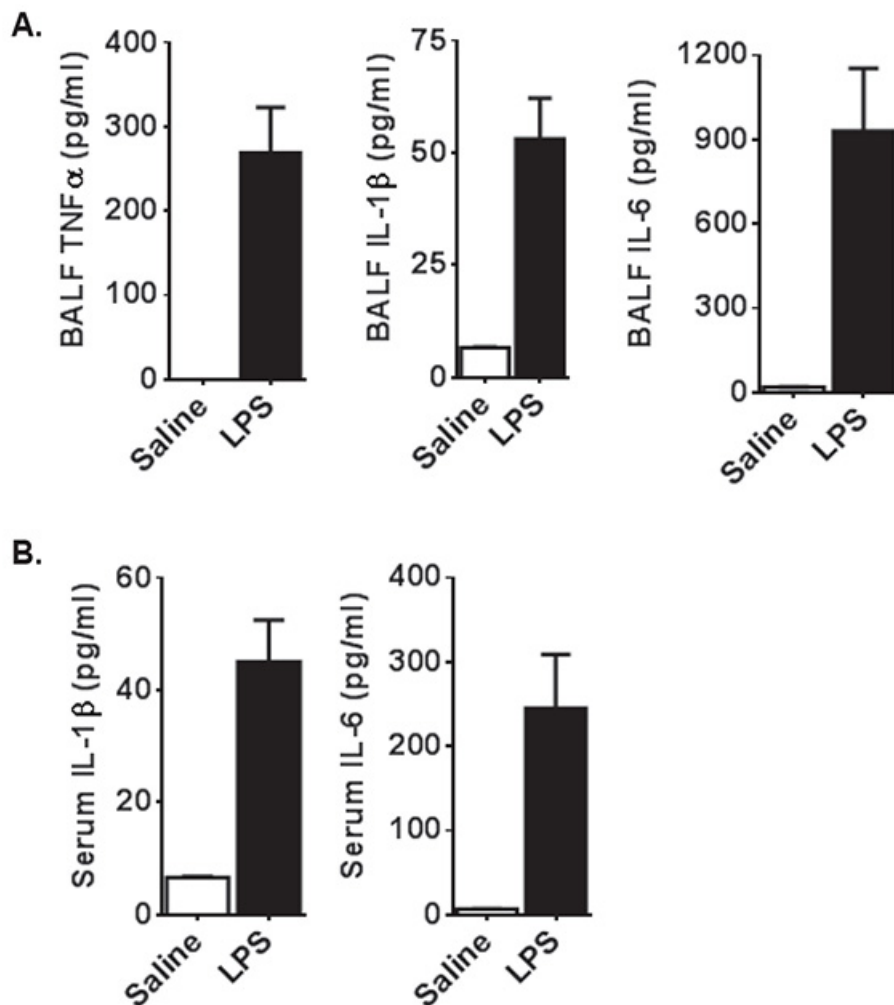 A.
BALF TNFα (pg/ml)
400
300
200
100
0
Saline
LPS
BALF IL-1β (pg/ml)
75
50
25
0
Saline
LPS
BALF IL-6 (pg/ml)
1200
900
600
300
0
Saline
LPS
B.
Serum IL-1β (pg/ml)
60
40
20
0
Saline
LPS
Serum IL-6 (pg/ml)
400
300
200
100
0
Saline
LPS